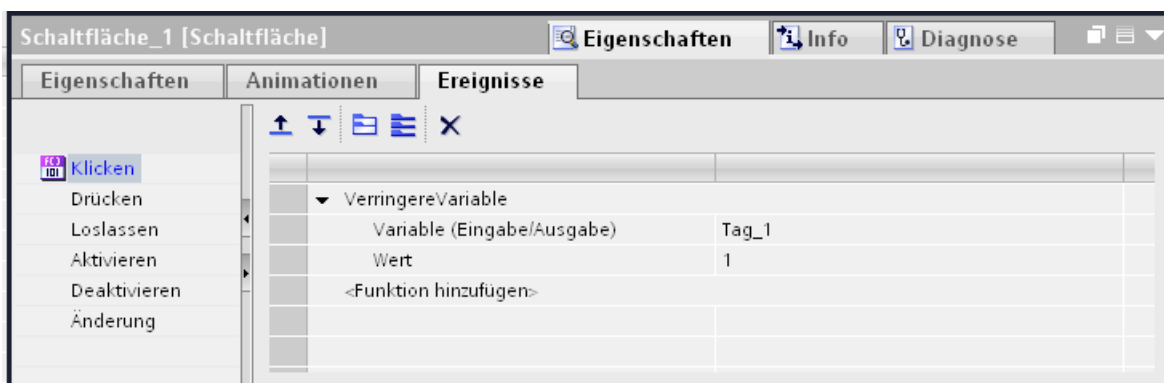 Schaltfläche_1 [Schaltfläche]
Eigenschaften
Info
Diagnose
Eigenschaften
Animationen
Ereignisse
Klicken
Drücken
Loslassen
Aktivieren
Deaktivieren
Änderung
VerringereVariable
Variable (Eingabe/Ausgabe) Tag_1
Wert 1
<Funktion hinzufügen>